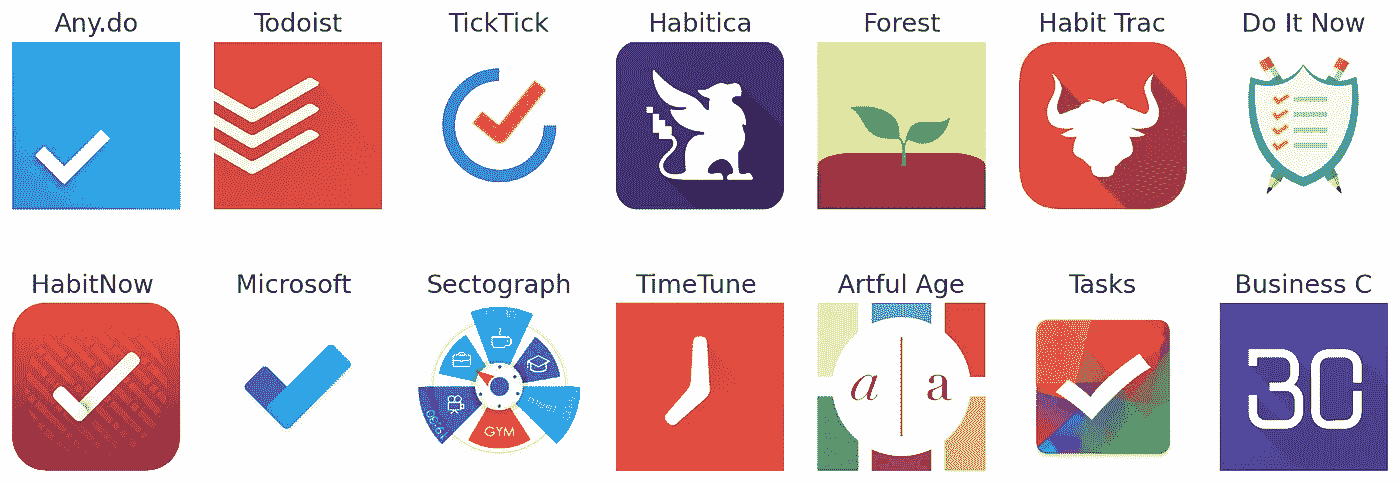 Any.do
Todoist
TickTick
Habitica
Forest
Habit Trac
Do It Now
HabitNow
Microsoft
Sectograph
TimeTune
Artful Age
Tasks
Business C
GYM
a
a
30